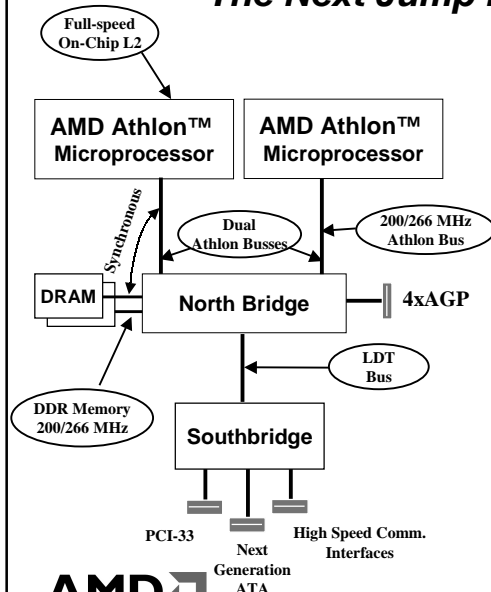 The Next Jump
Full-speed
On-Chip L2
AMD Athlon™
Microprocessor
AMD Athlon™
Microprocessor
Synchronous
Dual
Athlon Busses
200/266 MHz
Athlon Bus
DRAM
North Bridge
4xAGP
LDT
Bus
DDR Memory
200/266 MHz
Southbridge
PCI-33
Next
Generation
ATA
High Speed Comm.
Interfaces
AMD